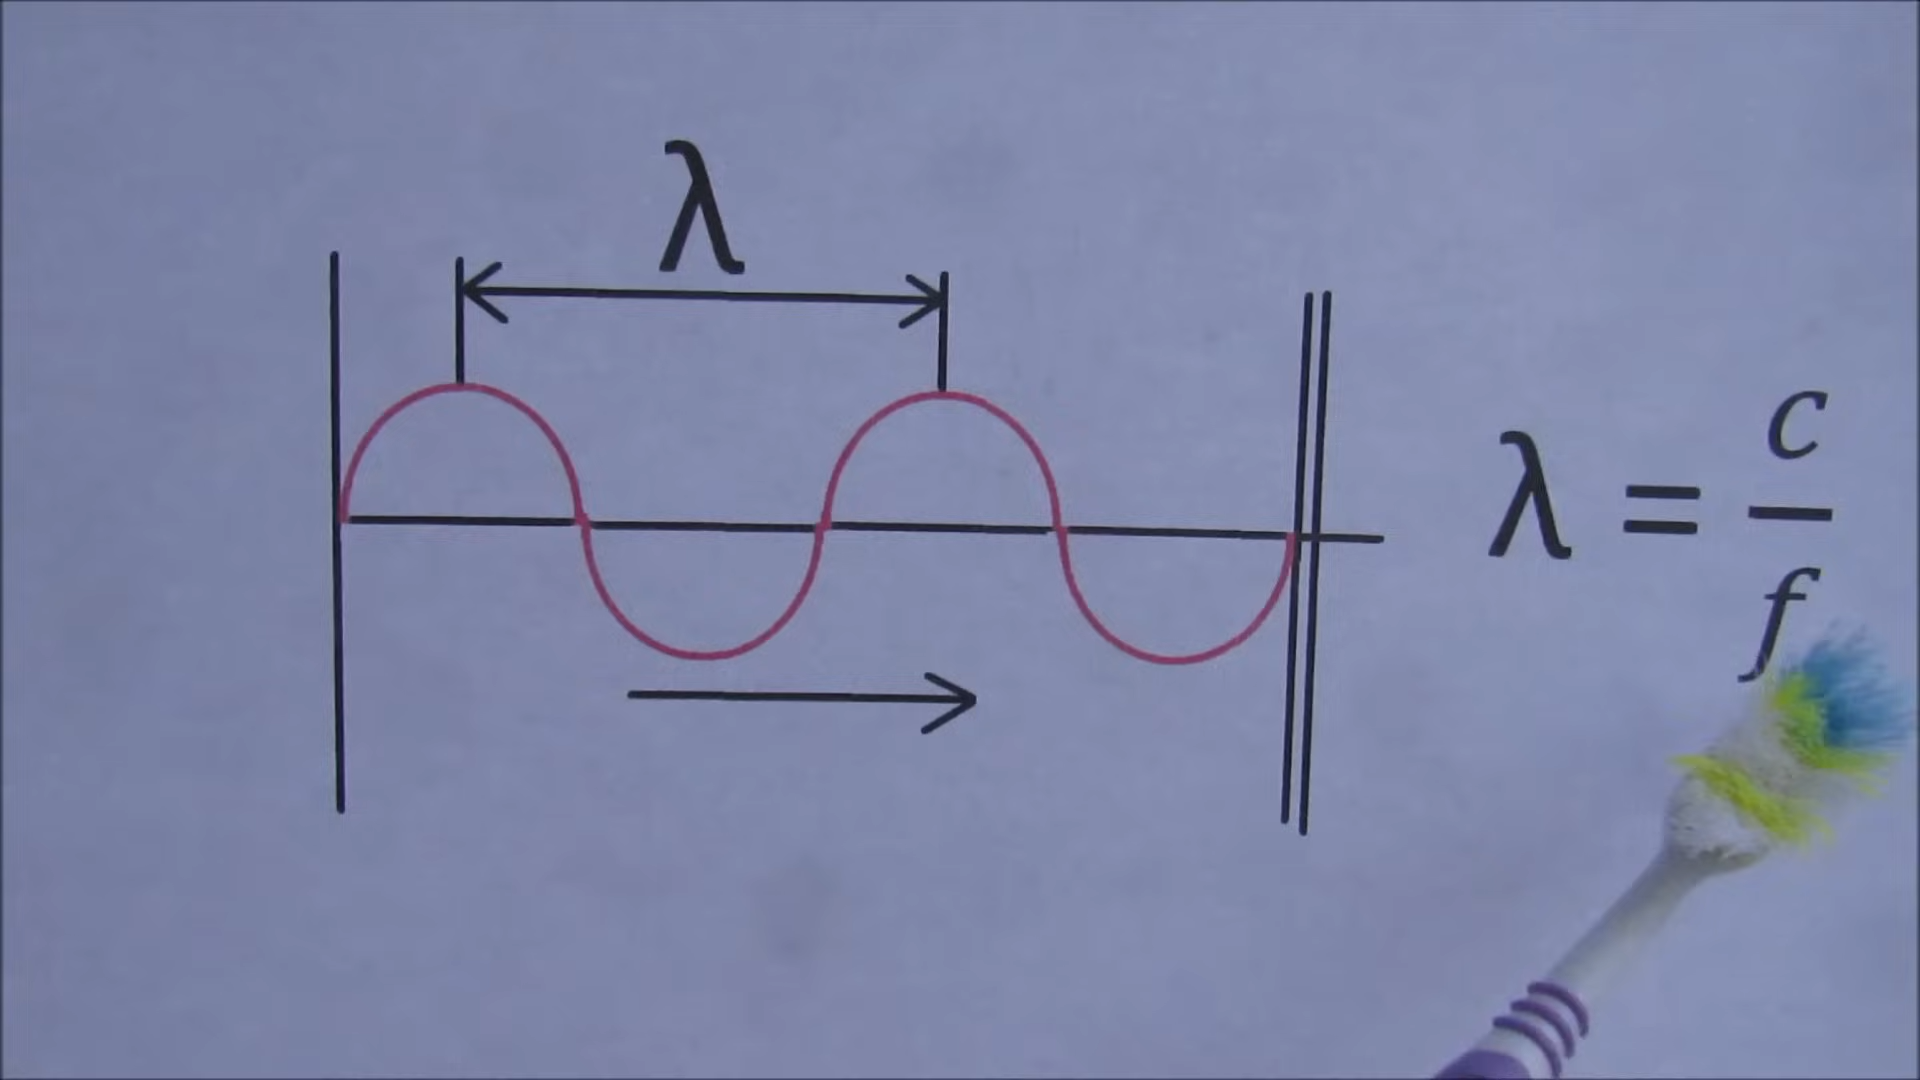 λ
λ = c/f